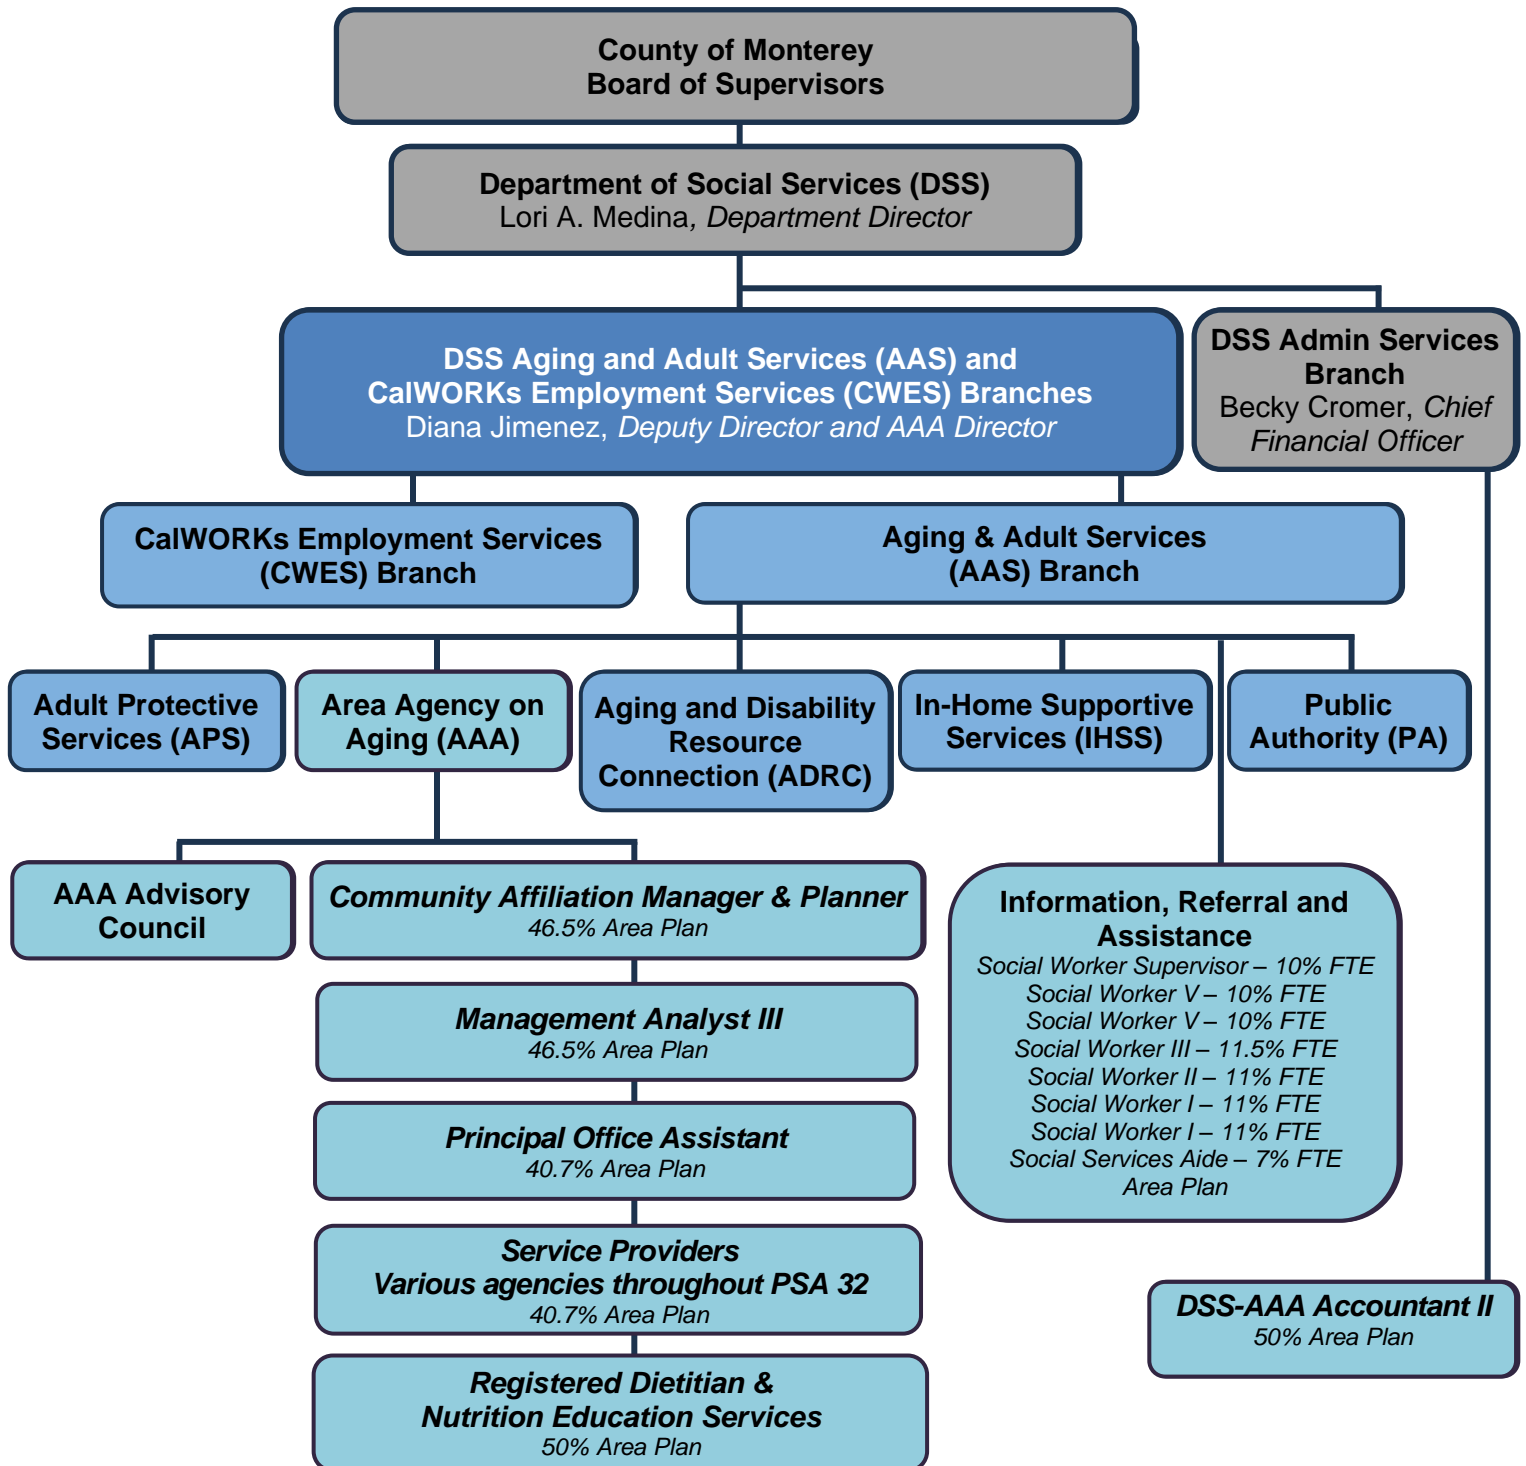 County of Monterey
Board of Supervisors
Department of Social Services (DSS)
Lori A. Medina, Department Director
DSS Aging and Adult Services (AAS) and
CalWORKs Employment Services (CWES) Branches
Diana Jimenez, Deputy Director and AAA Director
DSS Admin Services
Branch
Becky Cromer, Chief
Financial Officer
CalWORKs Employment Services
(CWES) Branch
Aging & Adult Services
(AAS) Branch
Adult Protective
Services (APS)
Area Agency on
Aging (AAA)
Aging and Disability
Resource
Connection (ADRC)
In-Home Supportive
Services (IHSS)
Public
Authority (PA)
AAA Advisory
Council
Community Affiliation Manager & Planner
46.5% Area Plan
Management Analyst III
46.5% Area Plan
Principal Office Assistant
40.7% Area Plan
Service Providers
Various agencies throughout PSA 32
40.7% Area Plan
Registered Dietitian &
Nutrition Education Services
50% Area Plan
Information, Referral and
Assistance
Social Worker Supervisor – 10% FTE
Social Worker V – 10% FTE
Social Worker V – 10% FTE
Social Worker III – 11.5% FTE
Social Worker II – 11% FTE
Social Worker I – 11% FTE
Social Worker I – 11% FTE
Social Services Aide – 7% FTE
Area Plan
DSS-AAA Accountant II
50% Area Plan